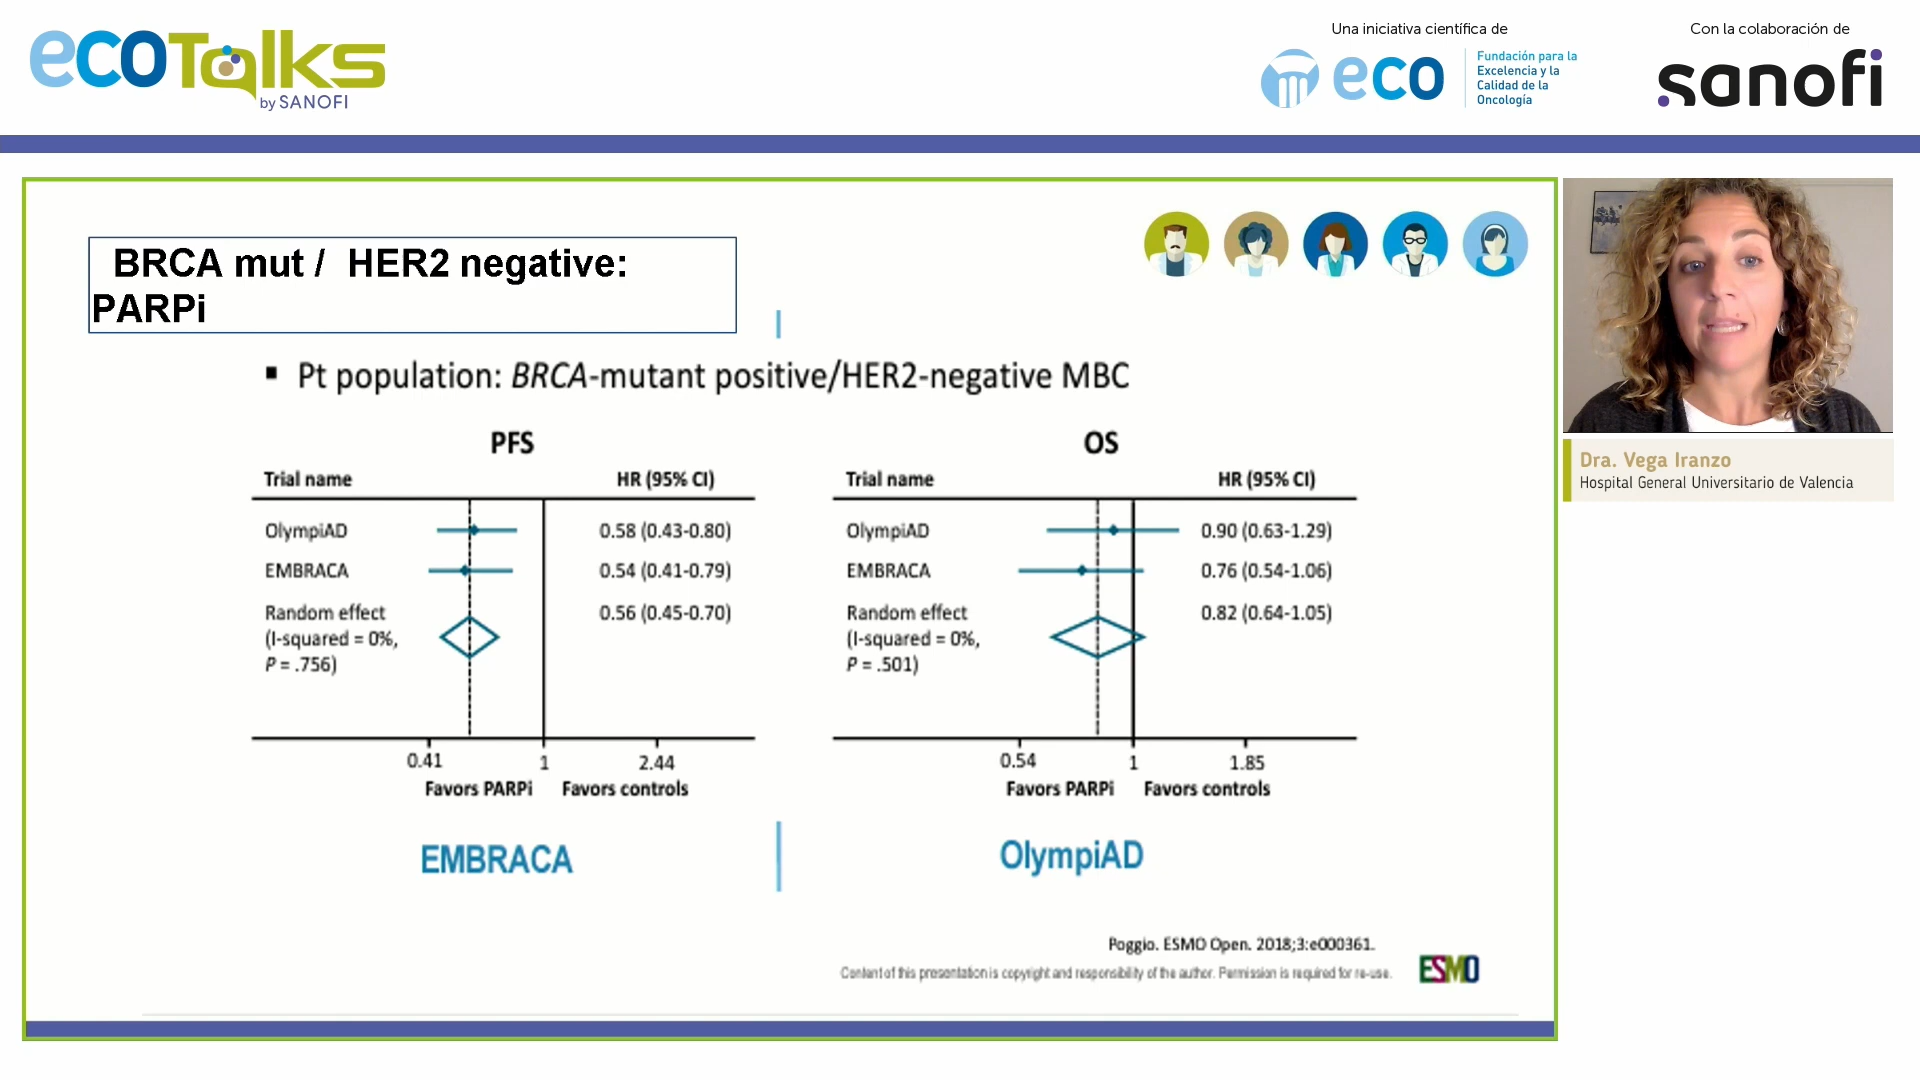 ecoTalks
by SANOFI
Una iniciativa científica de
eco
Fundación para la
Excelencia y la
Calidad de la
Oncología
Con la colaboración de
sanofi
BRCA mut / HER2 negative:
PARPi
▪ Pt population: BRCA-mutant positive/HER2-negative MBC
PFS
Trial name HR (95% CI)
OlympiAD 0.58 (0.43-0.80)
EMBRACA 0.54 (0.41-0.79)
Random effect 0.56 (0.45-0.70)
(I-squared = 0%,
P = .756)
0.41 1 2.44
Favors PARPi Favors controls
OS
Trial name HR (95% CI)
OlympiAD 0.90 (0.63-1.29)
EMBRACA 0.76 (0.54-1.06)
Random effect 0.82 (0.64-1.05)
(I-squared = 0%,
P = .501)
0.54 1 1.85
Favors PARPi Favors controls
EMBRACA
OlympiAD
Poggio. ESMO Open. 2018;3:e000361.
Content of this presentation is copyright and responsibility of the author. Permission is required for re-use.
ESMO
Dra. Vega Iranzo
Hospital General Universitario de Valencia